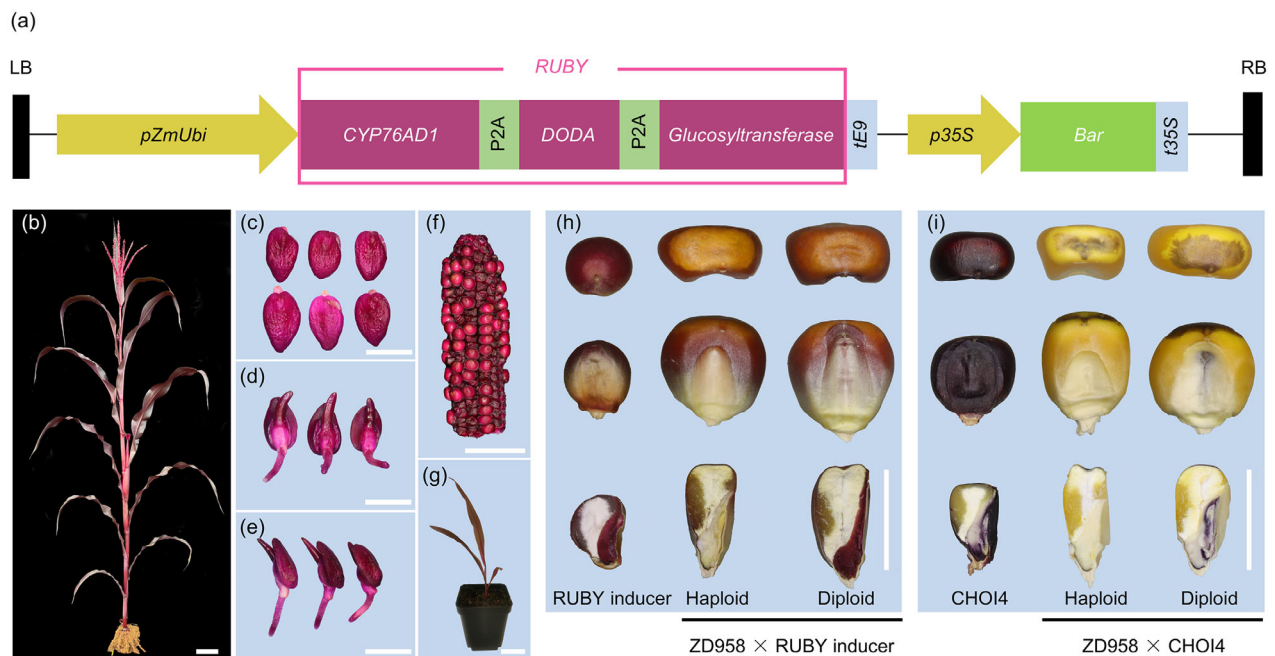 (a)
LB
RUBY
RB
pZmUbi
CYP76AD1
P2A
DODA
P2A
Glucosyltransferase
tE9
p35S
Bar
t35S
(b)
(c)
(d)
(e)
(f)
(g)
(h)
RUBY inducer
Haploid
Diploid
ZD958 × RUBY inducer
(i)
CHOI4
Haploid
Diploid
ZD958 × CHOI4